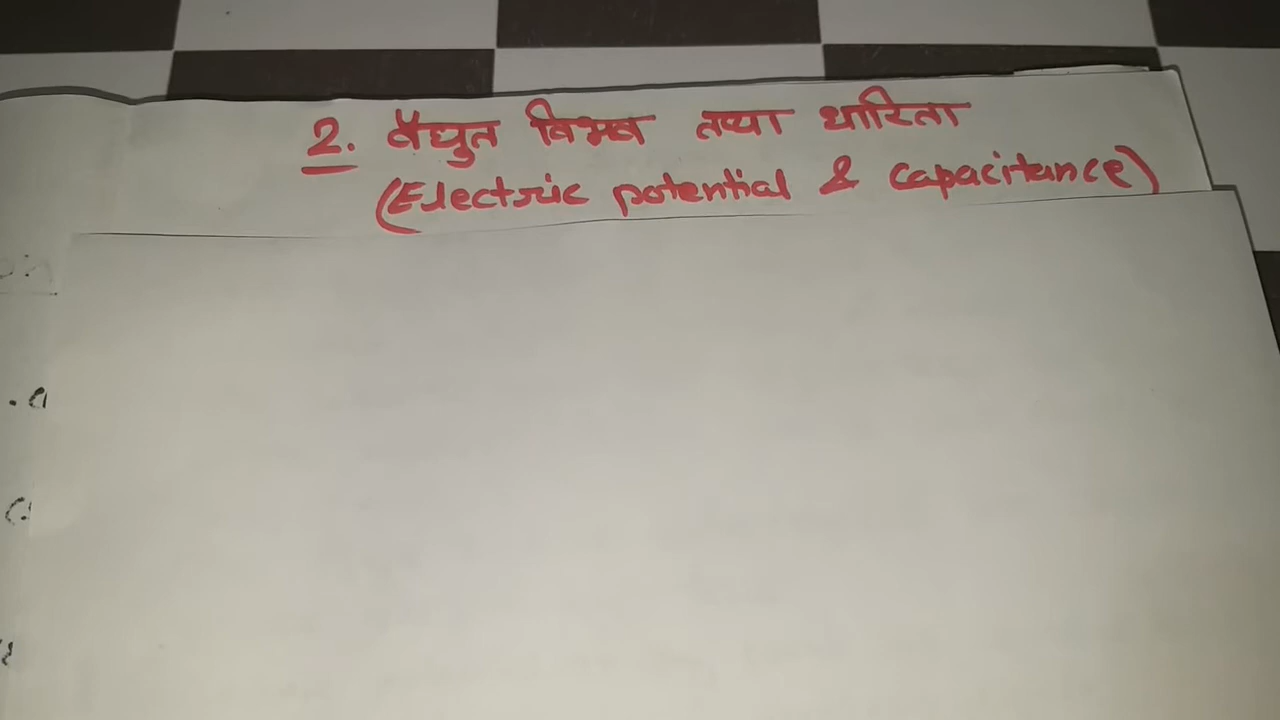 2. वैद्युत विभव तथा धारिता
(Electric potential & capacitance)